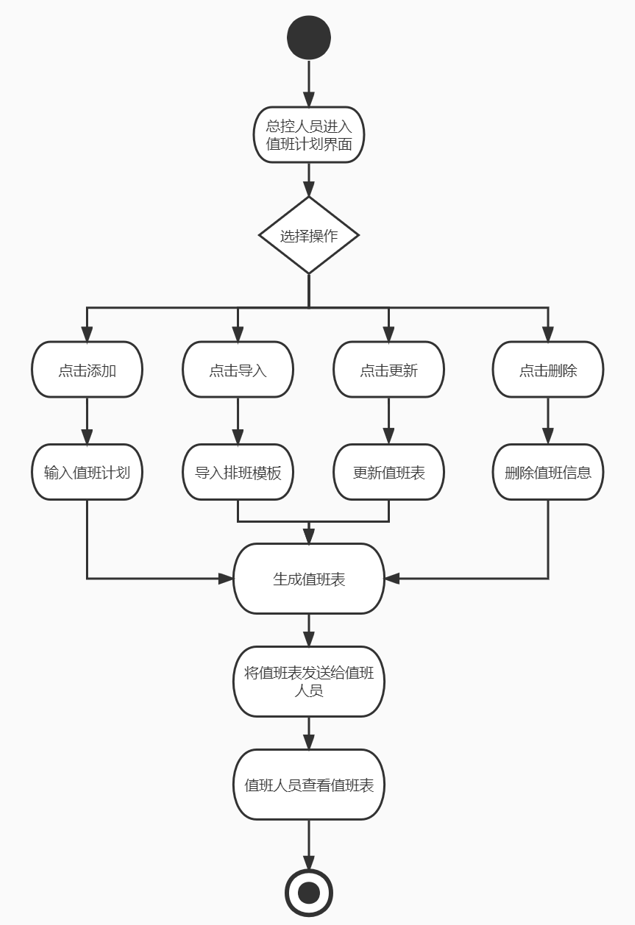 总控人员进入
值班计划界面
选择操作
点击添加
点击导入
点击更新
点击删除
输入值班计划
导入排班模板
更新值班表
删除值班信息
生成值班表
将值班表发送给值班
人员
值班人员查看值班表